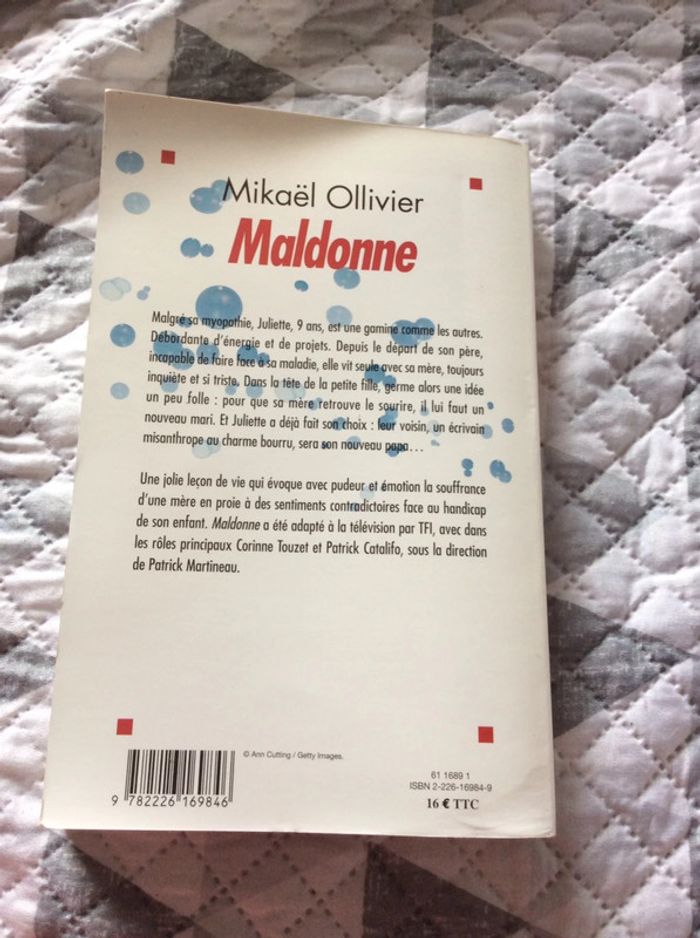 Mikaël Ollivier
Maldonne
Malgré sa myopathie, Juliette, 9 ans, est une gamine comme les autres.
Débordante d'énergie et de projets. Depuis le départ de son père,
incapable de faire face à sa maladie, elle vit seule avec sa mère, toujours
inquiète et si triste. Dans la tête de la petite fille, germe alors une idée
un peu folle : pour que sa mère retrouve le sourire, il lui faut un
nouveau mari. Et Juliette a déjà fait son choix : leur voisin, un écrivain
misanthrope au charme bourru, sera son nouveau papa…
Une jolie leçon de vie qui évoque avec pudeur et émotion la souffrance
d'une mère en proie à des sentiments contradictoires face au handicap
de son enfant. Maldonne a été adapté à la télévision par TFI, avec dans
les rôles principaux Corinne Touzet et Patrick Catalifo, sous la direction
de Patrick Martineau.
© Ann Cutting / Getty Images.
9 782226 169846
61 1689 1
ISBN 2-226-16984-9
16 € TTC